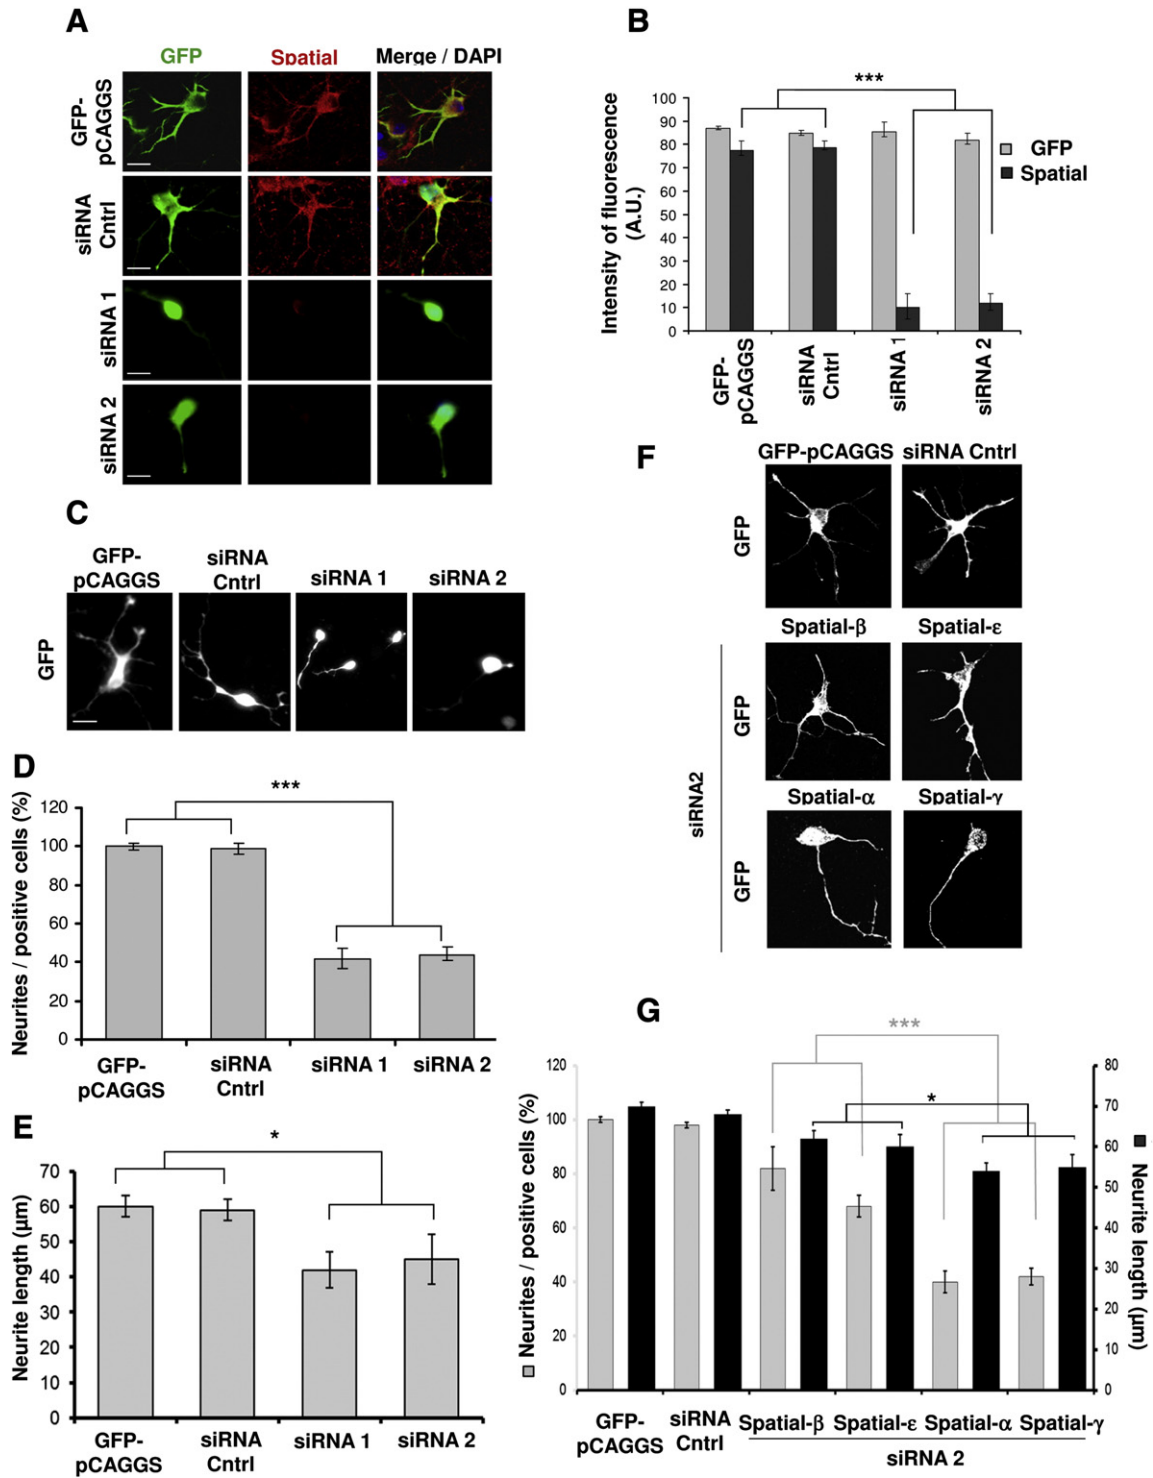 A
GFP
Spatial
Merge / DAPI
GFP-
pCAGGS
siRNA
Cntrl
siRNA 1
siRNA 2
B
***
100
90
80
70
60
50
40
30
20
10
0
Intensity of fluorescence
(A.U.)
GFP
Spatial
GFP-
pCAGGS
siRNA
Cntrl
siRNA 1
siRNA 2
C
GFP-
pCAGGS
siRNA
Cntrl
siRNA 1
siRNA 2
GFP
D
***
120
100
80
60
40
20
0
Neurites / positive cells (%)
GFP-
pCAGGS
siRNA
Cntrl
siRNA 1
siRNA 2
E
*
70
60
50
40
30
20
10
0
Neurite length (µm)
GFP-
pCAGGS
siRNA
Cntrl
siRNA 1
siRNA 2
F
GFP-pCAGGS
siRNA Cntrl
GFP
Spatial-β
Spatial-ε
GFP
siRNA2
Spatial-α
Spatial-γ
GFP
G
***
*
120
100
80
60
40
20
0
Neurites / positive cells (%)
80
70
60
50
40
30
20
10
0
Neurite length (µm)
GFP-
pCAGGS
siRNA
Cntrl
Spatial-β
Spatial-ε
Spatial-α
Spatial-γ
siRNA 2